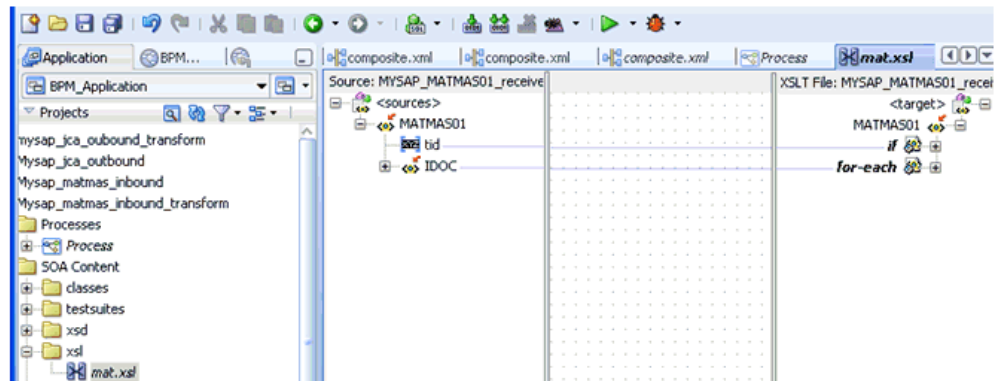 Application BPM... composite.xml composite.xml composite.xml Process mat.xsl
BPM_Application
Source: MYSAP_MATMAS01_receive XSLT File: MYSAP_MATMAS01_recei
Projects
<sources> <target>
MATMAS01 MATMAS01
tid if
IDOC for-each
mysap_jca_oubound_transform
Mysap_jca_outbound
Mysap_matmas_inbound
Mysap_matmas_inbound_transform
Processes
Process
SOA Content
classes
testsuites
xsd
xsl
mat.xsl